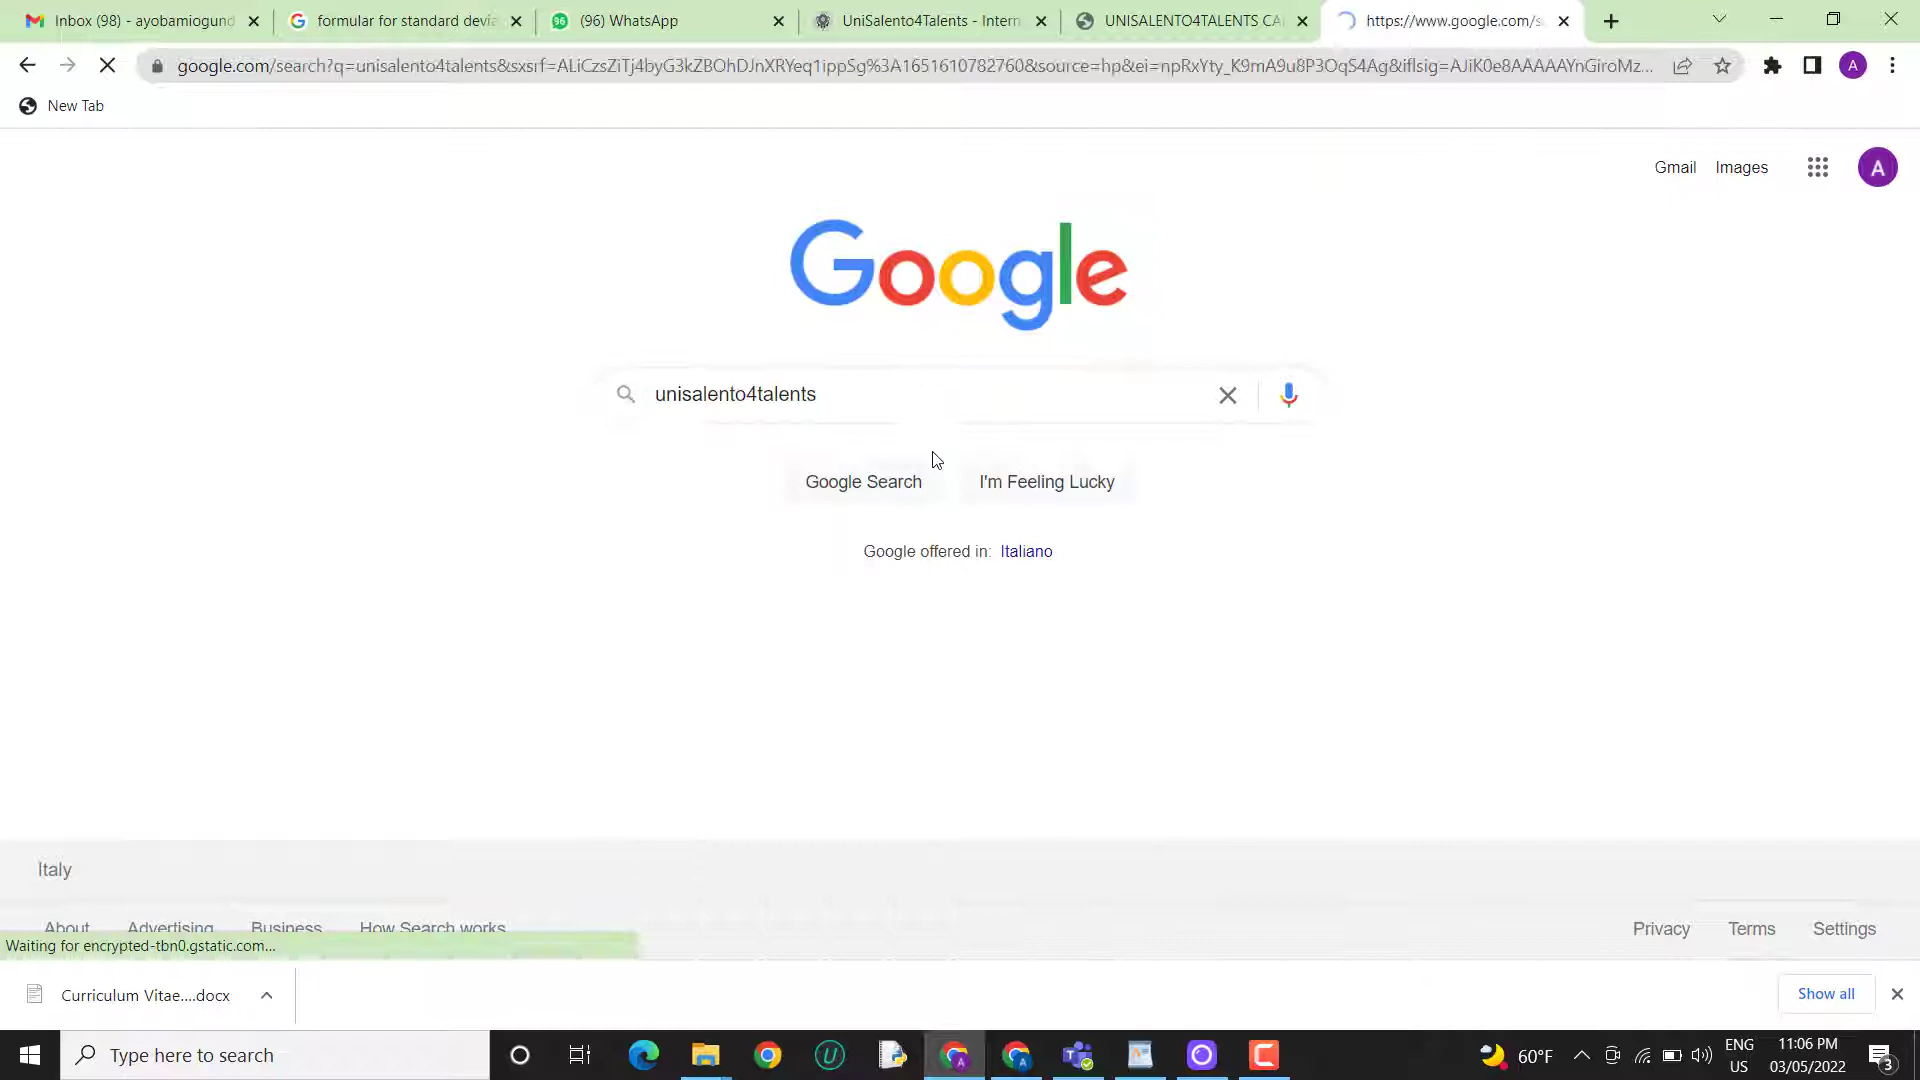 Inbox (98) - ayobamiogund
formular for standard devia
(96) WhatsApp
UniSalento4Talents - Intern
UNISALENTO4TALENTS CA
https://www.google.com/s
google.com/search?q=unisalento4talents&sxsrf=ALiCzsZiTj4byG3kZBOhDJnXRYeq1ippSg%3A1651610782760&source=hp&ei=npRxYty_K9mA9u8P3OqS4Ag&iflsig=AJiK0e8AAAAAYnGiroMz...
A
New Tab
Gmail
Images
A
Google
unisalento4talents
Google Search
I'm Feeling Lucky
Google offered in: Italiano
Italy
About
Advertising
Business
How Search works
Privacy
Terms
Settings
Waiting for encrypted-tbn0.gstatic.com...
Curriculum Vitae....docx
Show all
Type here to search
60°F
ENG
US
11:06 PM
03/05/2022
3